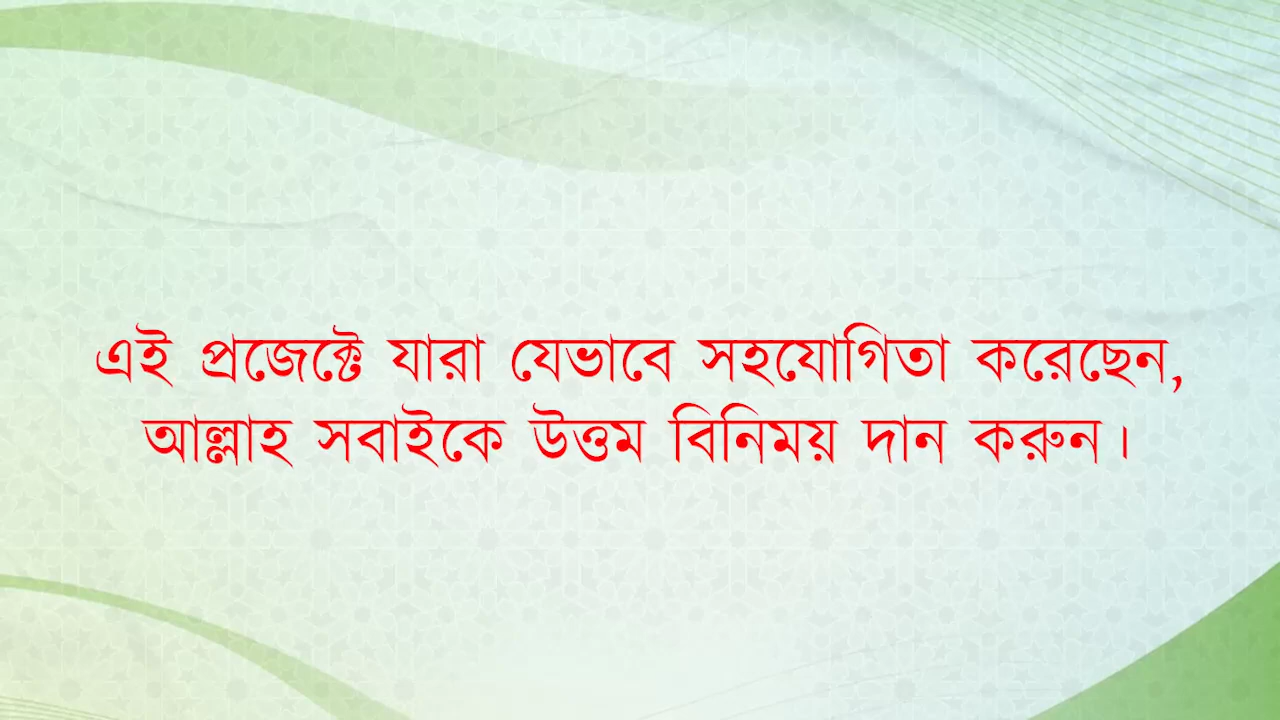 এই প্রজেক্টে যারা যেভাবে সহযোগিতা করেছেন,
আল্লাহ সবাইকে উত্তম বিনিময় দান করুন।